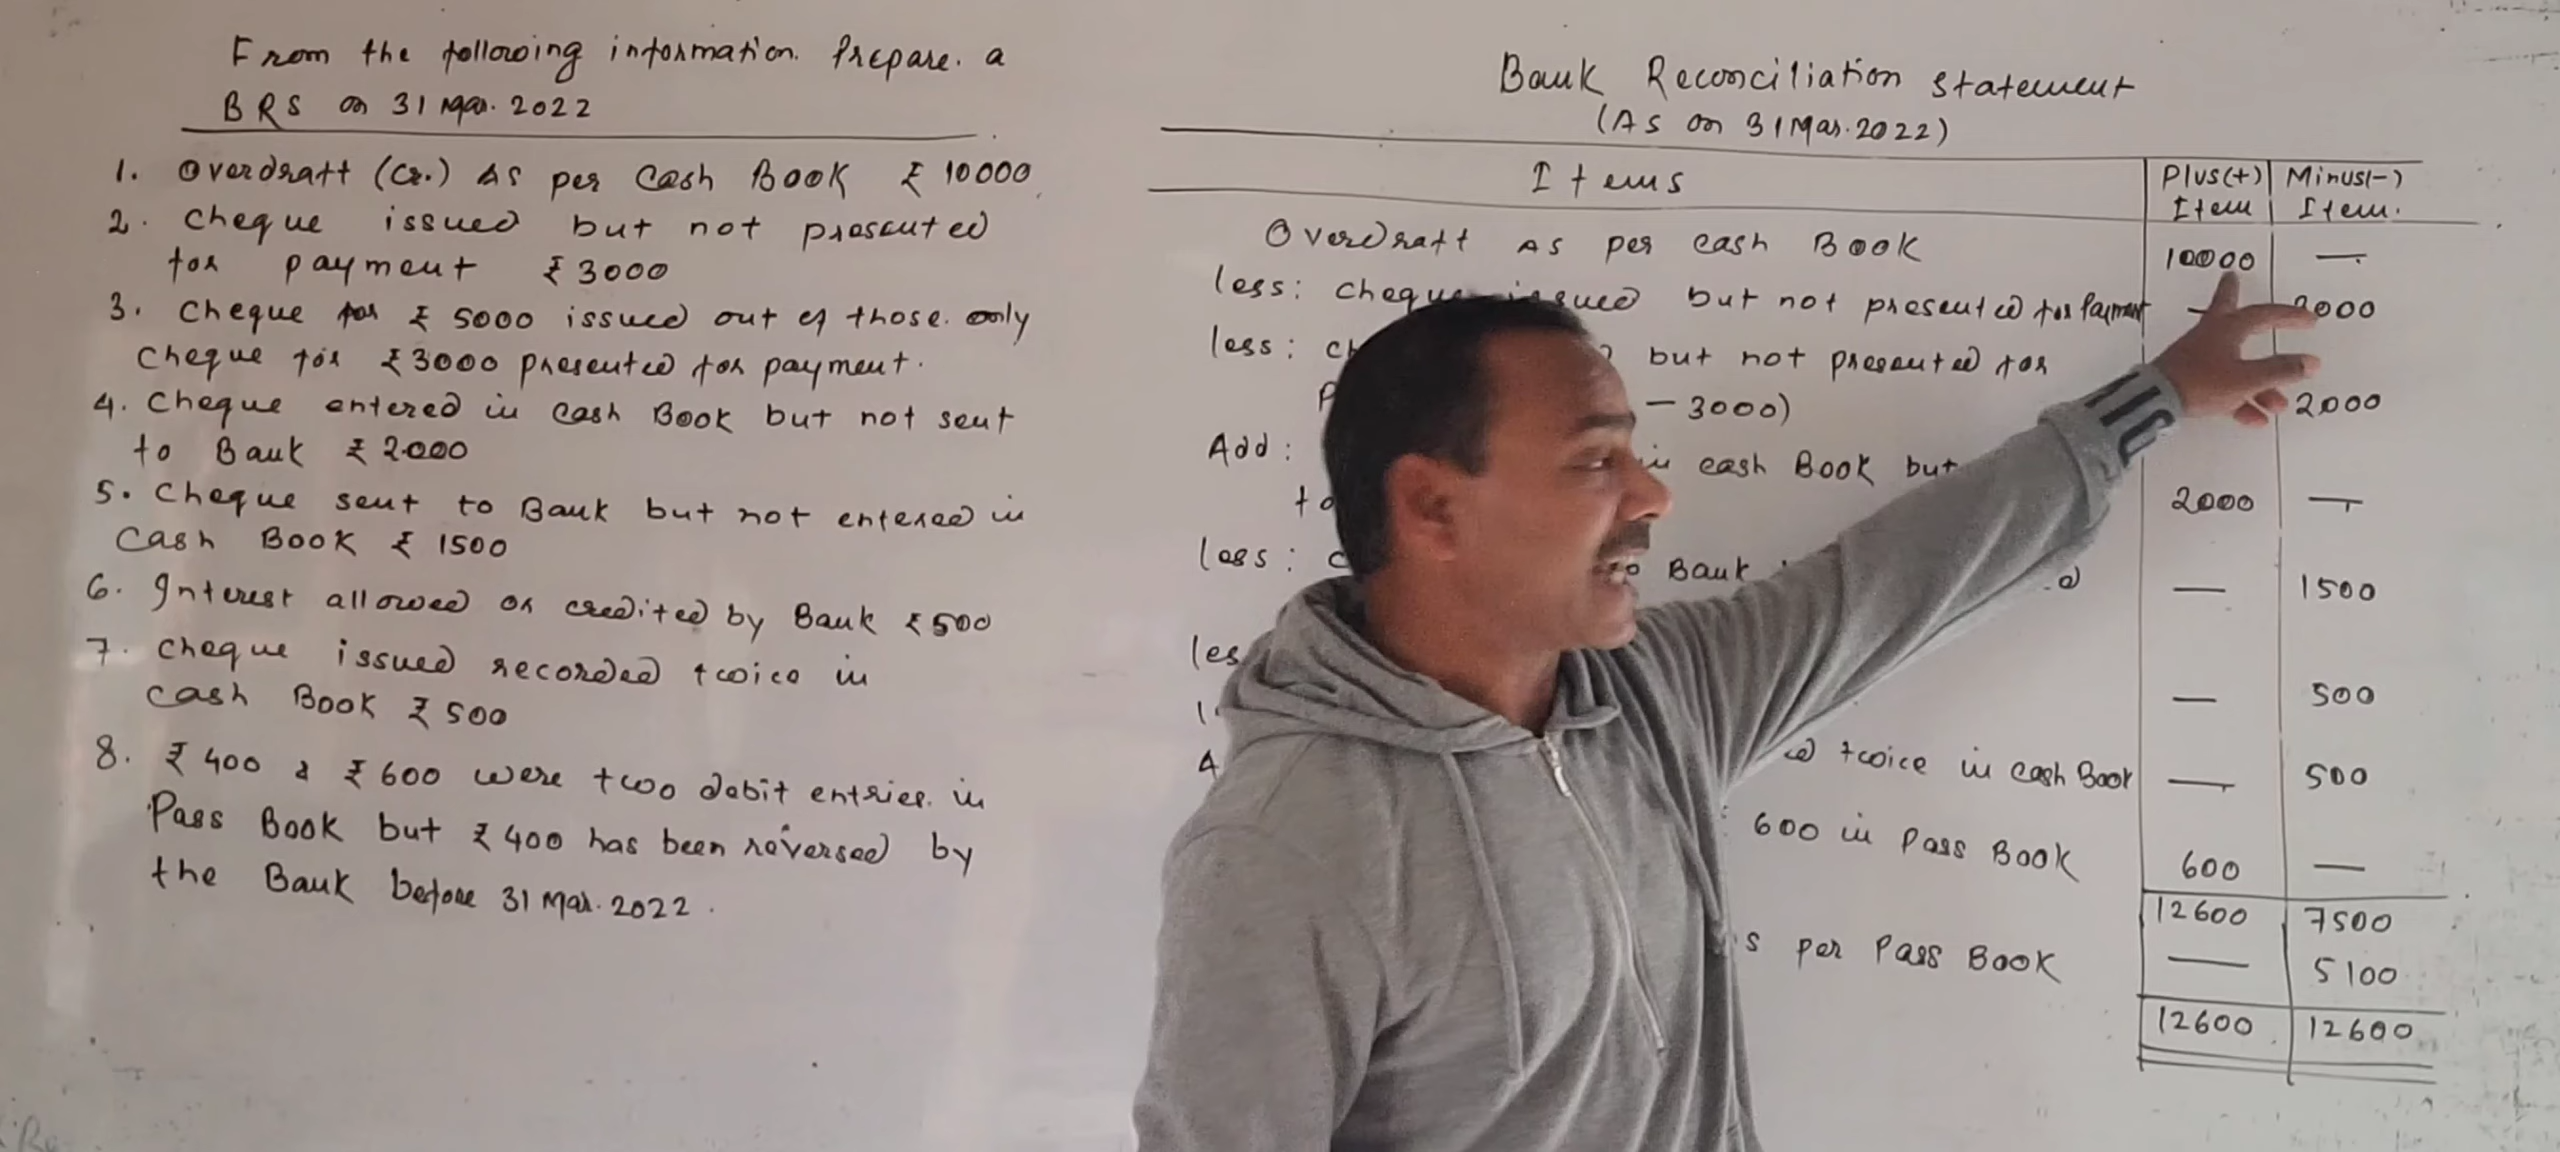 From the following information. Prepare. a
BRS on 31 Mar. 2022
1. Overdraft (Cr.) As per Cash Book ₹ 10000
2. Cheque issued but not presented
for payment ₹ 3000
3. Cheque for ₹ 5000 issued out of those. only
Cheque for ₹3000 presented for payment.
4. Cheque entered in Cash Book but not sent
to Bank ₹ 2000
5. Cheque sent to Bank but not entered in
Cash Book ₹ 1500
6. Interest allowed or credited by Bank ₹500
7. Cheque issued recorded twice in
Cash Book ₹ 500
8. ₹ 400 & ₹ 600 were two debit entries. in
Pass Book but ₹ 400 has been reversed by
the Bank before 31 Mar. 2022.
Bank Reconciliation Statement
(As on 31 Mar. 2022)
Items Plus(+) Item Minus(-) Item.
Overdraft As per Cash Book 10000 —
less: Cheque issued but not presented for Payment 000
less: but not presented for
- 3000) 2000
Add: in Cash Book but
to 2000 —
less: Bank
— 1500
— 500
twice in Cash Book — 500
600 in Pass Book 600 —
12600 7500
per Pass Book — 5100
12600 12600